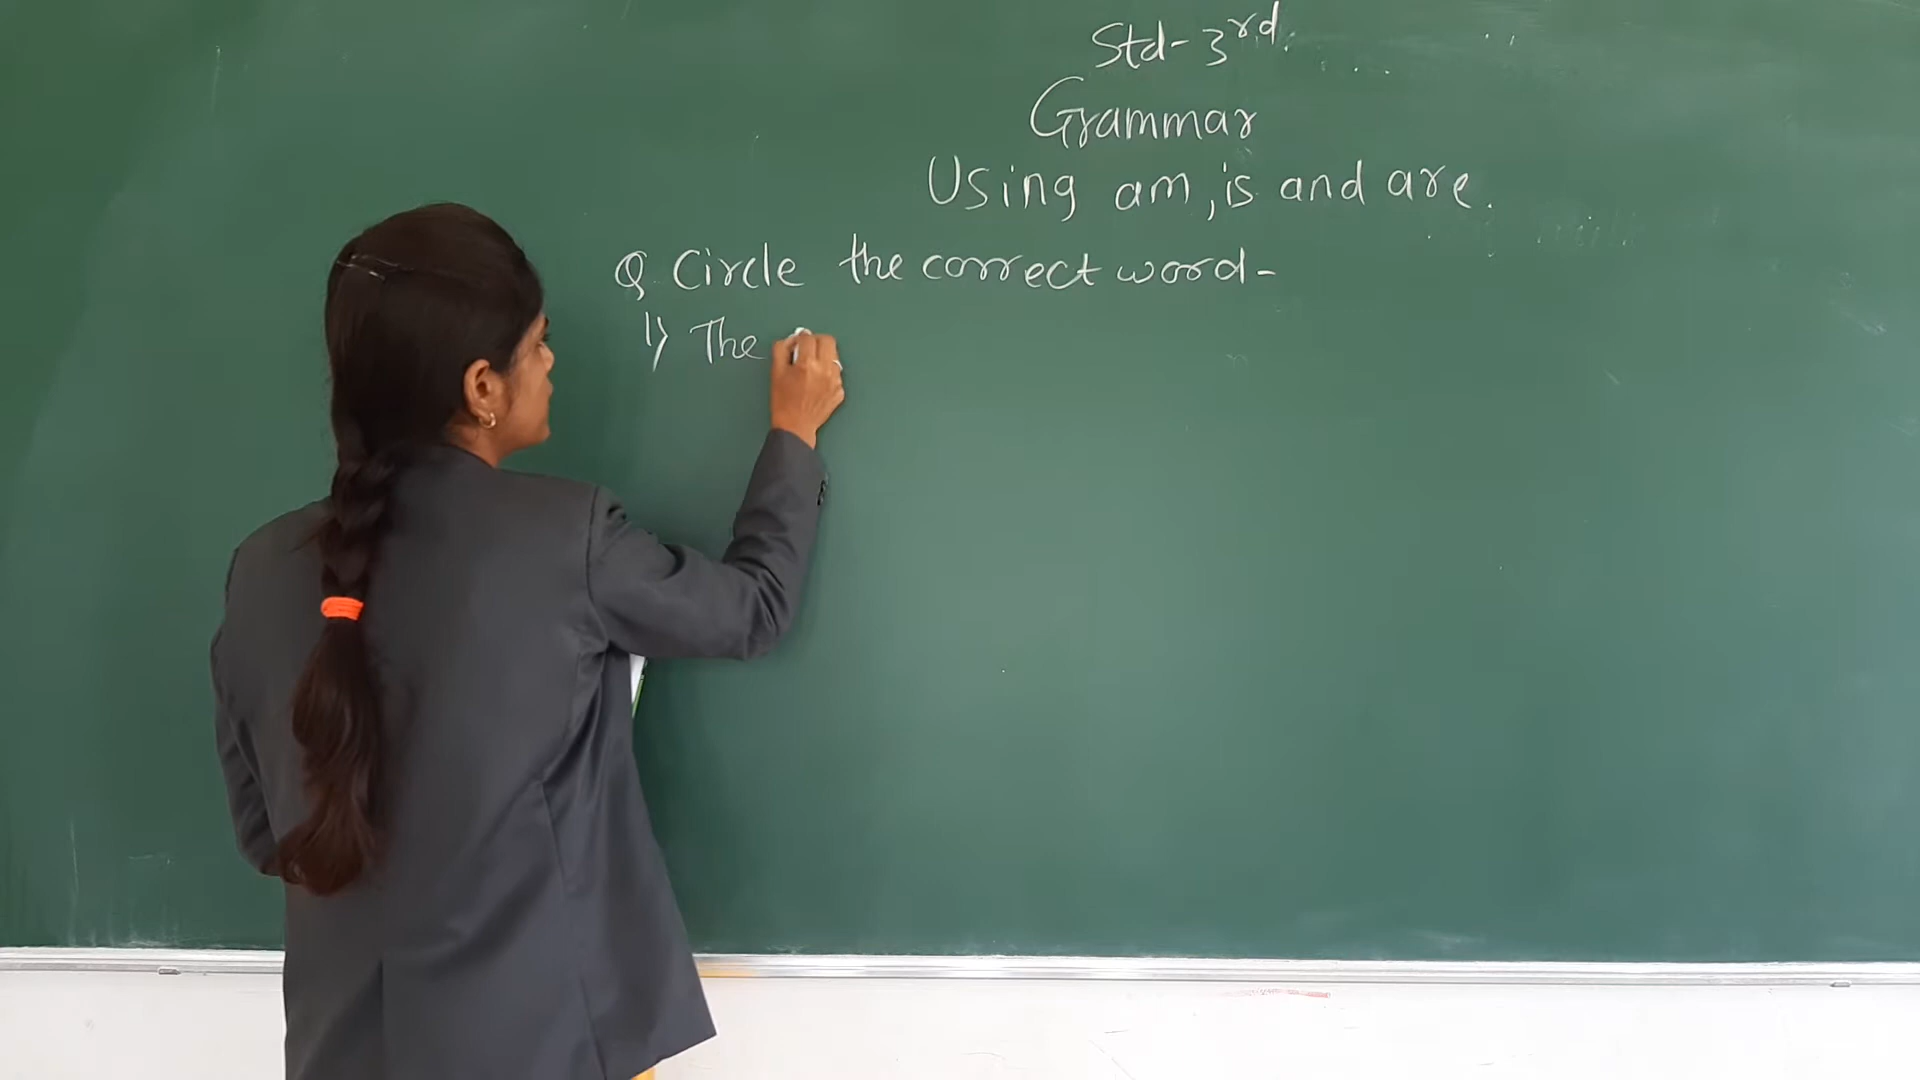 Std- 3rd.
Grammar
Using am, is and are.
Q Circle the correct word-
1) The